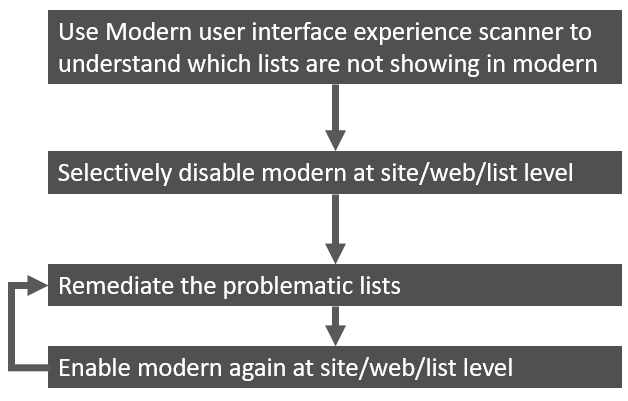 Use Modern user interface experience scanner to
understand which lists are not showing in modern
Selectively disable modern at site/web/list level
Remediate the problematic lists
Enable modern again at site/web/list level